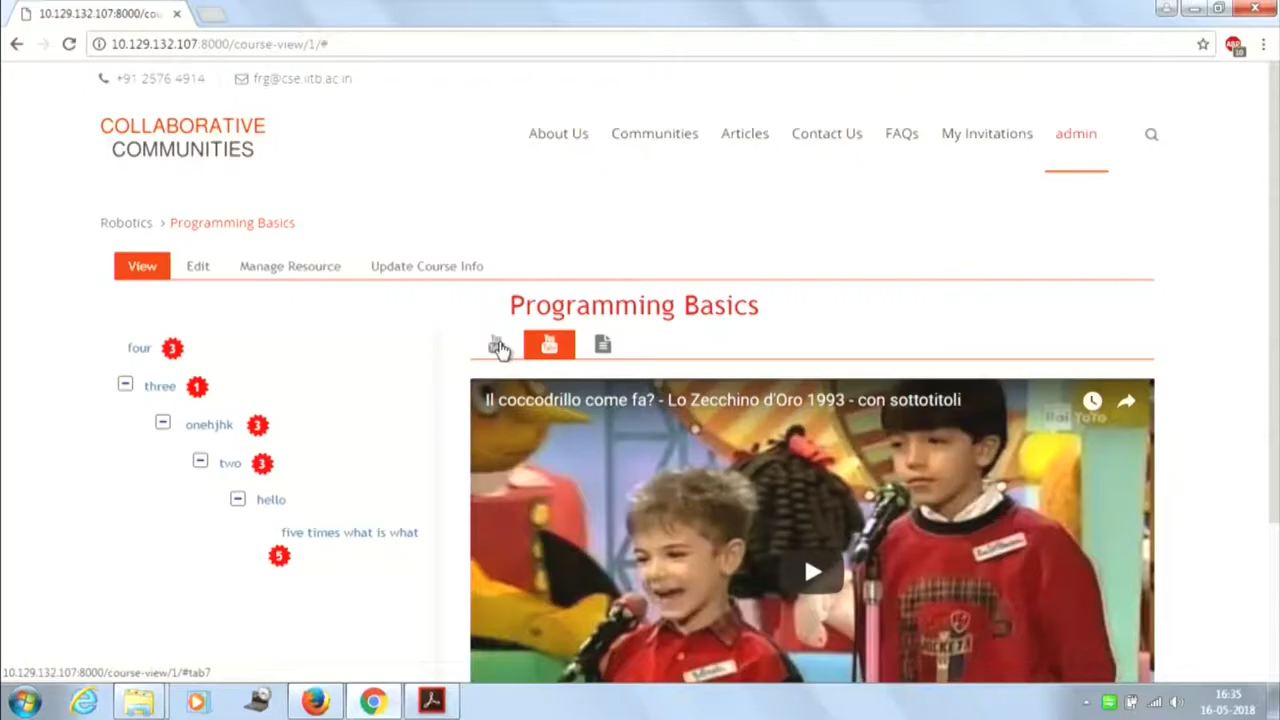 10.129.132.107:8000/cou
10.129.132.107:8000/course-view/1/#
+91 2576 4914
frg@cse.iitb.ac.in
COLLABORATIVE
COMMUNITIES
About Us
Communities
Articles
Contact Us
FAQs
My Invitations
admin
Robotics › Programming Basics
View
Edit
Manage Resource
Update Course Info
Programming Basics
four 3
three 1
onehjhk 3
two 3
hello
five times what is what
5
Il coccodrillo come fa? - Lo Zecchino d'Oro 1993 - con sottotitoli
10.129.132.107:8000/course-view/1/#tab7
16:35
16-05-2018